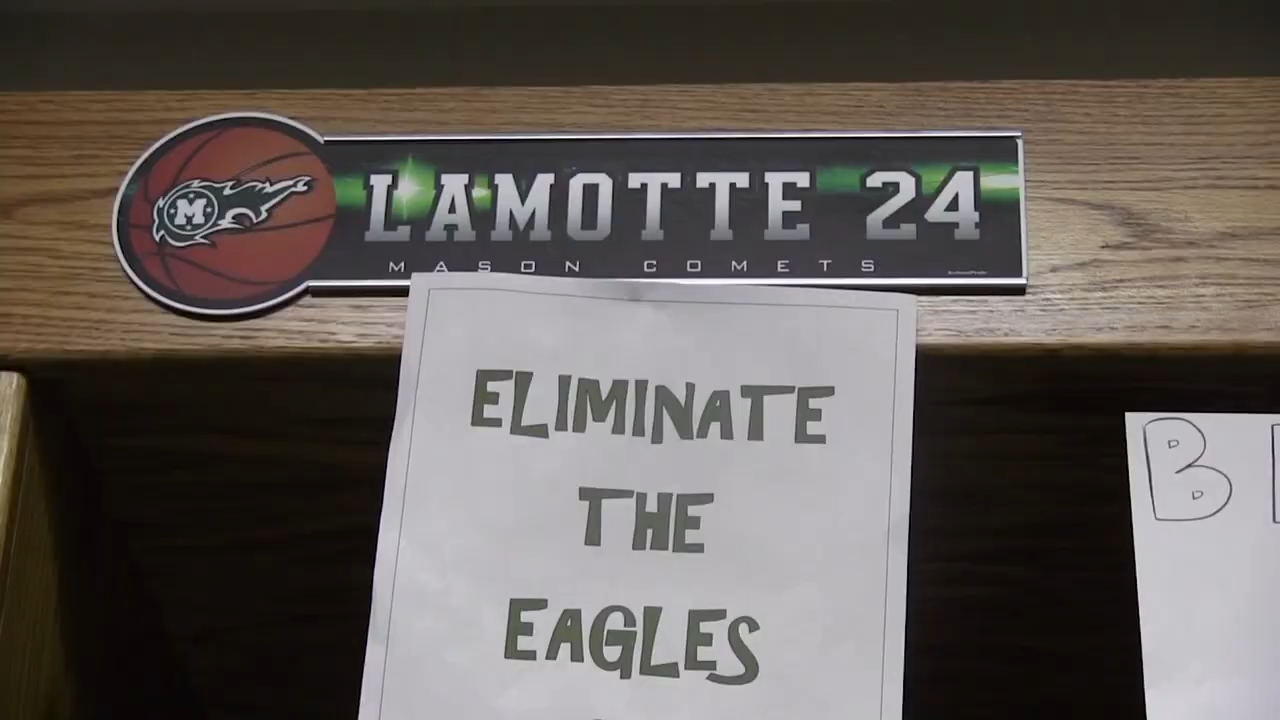 M
LAMOTTE 24
MASON COMETS
ELIMINATE
THE
EAGLES
B